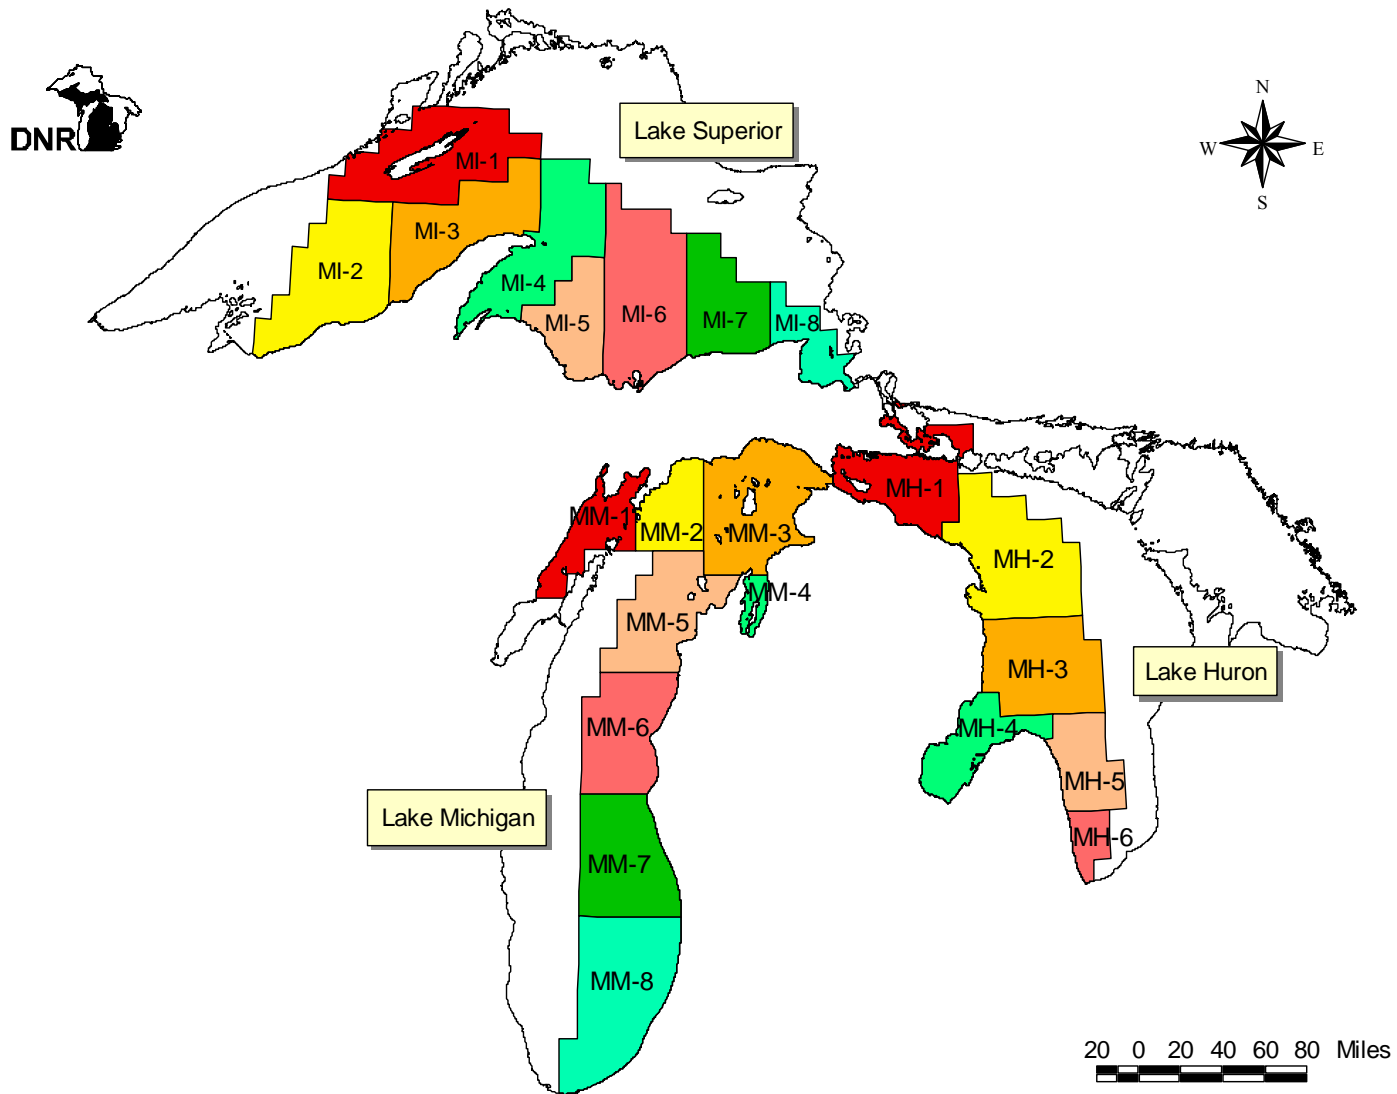 N
Lake Superior
DNR
W E
MI-1
S
MI-3
MI-2
MI-4
MI-5
MI-6
MI-7
MI-8
MH-1
MM-1
MM-2
MM-3
MH-2
MM-4
MM-5
MH-3
Lake Huron
MM-6
MH-4
MH-5
Lake Michigan
MH-6
MM-7
MM-8
20 0 20 40 60 80 Miles